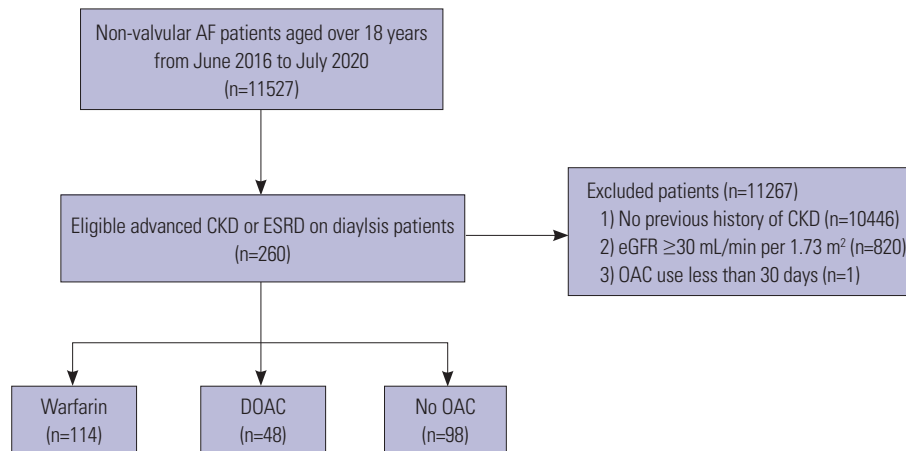 Non-valvular AF patients aged over 18 years
from June 2016 to July 2020
(n=11527)
Eligible advanced CKD or ESRD on diaylsis patients
(n=260)
Excluded patients (n=11267)
1) No previous history of CKD (n=10446)
2) eGFR ≥30 mL/min per 1.73 m² (n=820)
3) OAC use less than 30 days (n=1)
Warfarin
(n=114)
DOAC
(n=48)
No OAC
(n=98)